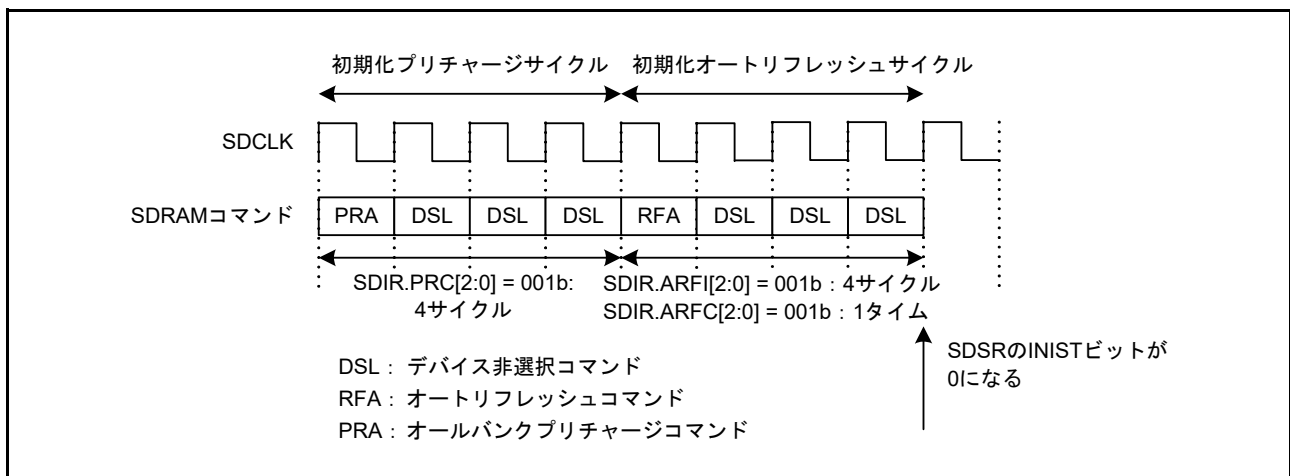 初期化プリチャージサイクル 初期化オートリフレッシュサイクル
SDCLK
SDRAMコマンド PRA DSL DSL DSL RFA DSL DSL DSL
SDIR.PRC[2:0] = 001b: SDIR.ARFI[2:0] = 001b：4サイクル
4サイクル SDIR.ARFC[2:0] = 001b：1タイム
SDSRのINISTビットが
0になる
DSL： デバイス非選択コマンド
RFA：オートリフレッシュコマンド
PRA：オールバンクプリチャージコマンド